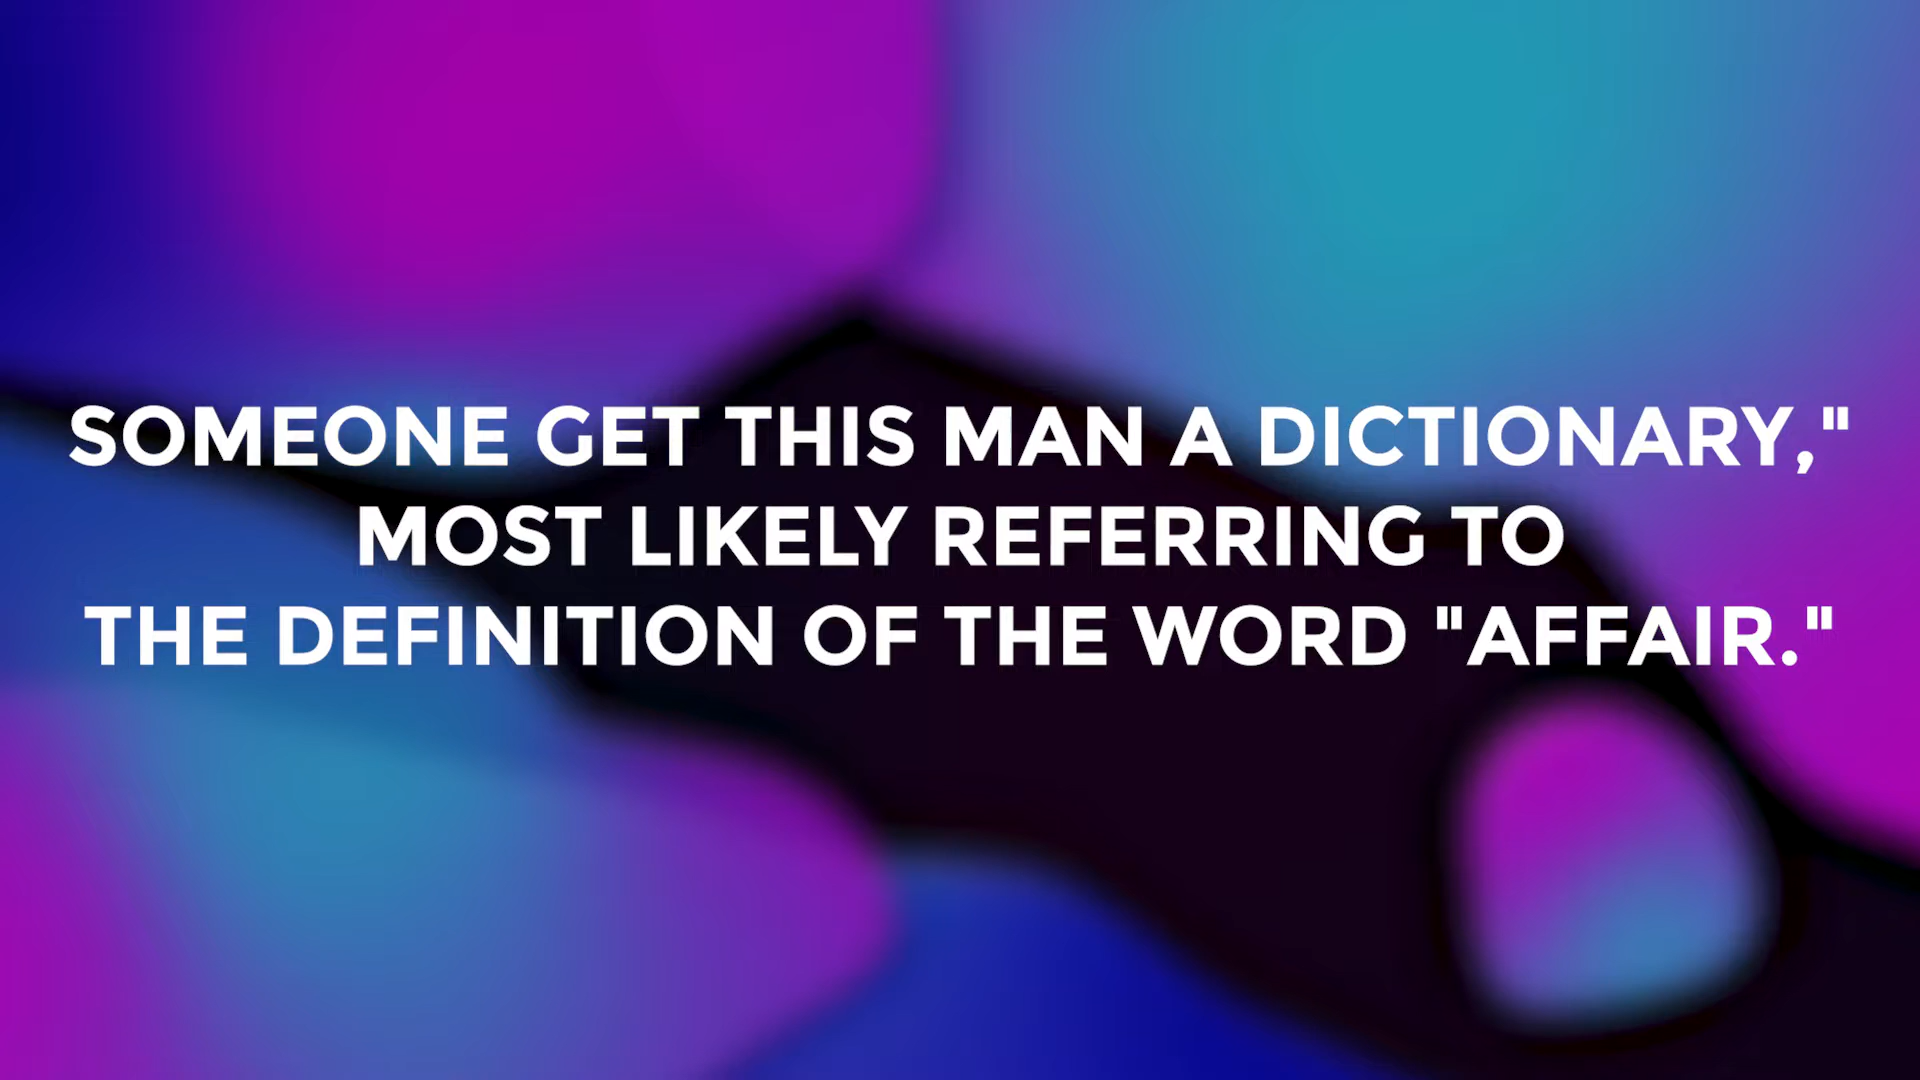 SOMEONE GET THIS MAN A DICTIONARY,"
MOST LIKELY REFERRING TO
THE DEFINITION OF THE WORD "AFFAIR."